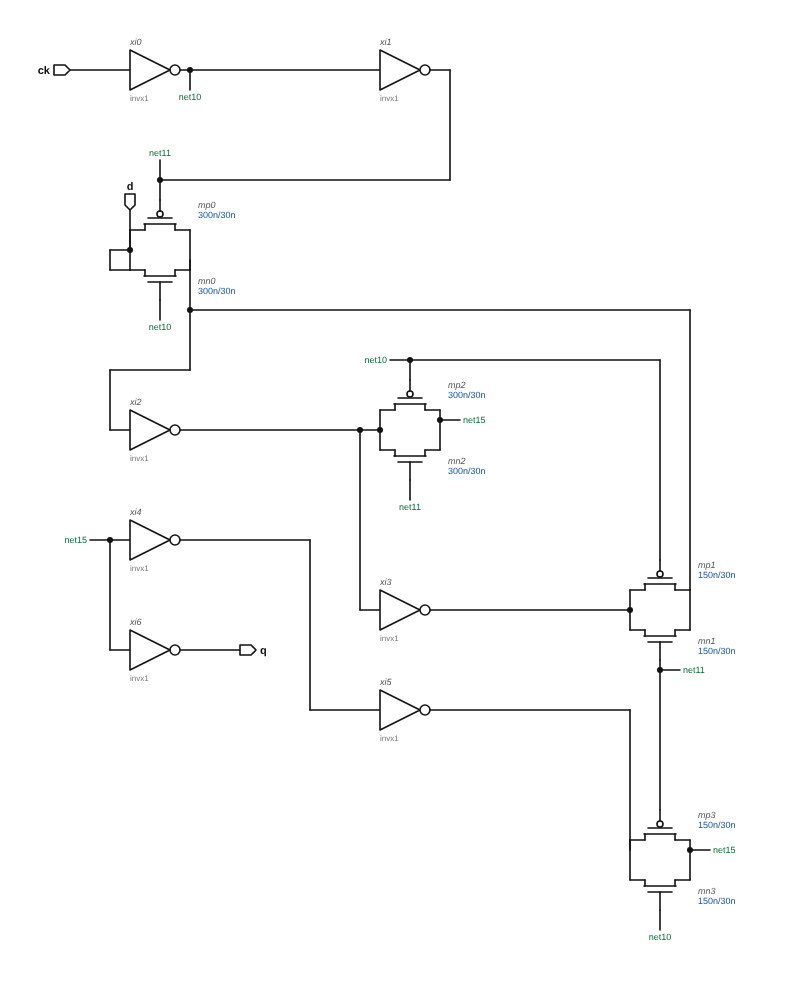 xi0
xi1
ck
invx1
net10
invx1
net11
d
mp0
300n/30n
mn0
300n/30n
net10
net10
mp2
300n/30n
xi2
net15
invx1
mn2
300n/30n
net11
xi4
net15
invx1
mp1
150n/30n
xi3
xi6
invx1
mn1
150n/30n
q
net11
invx1
xi5
invx1
mp3
150n/30n
net15
mn3
150n/30n
net10